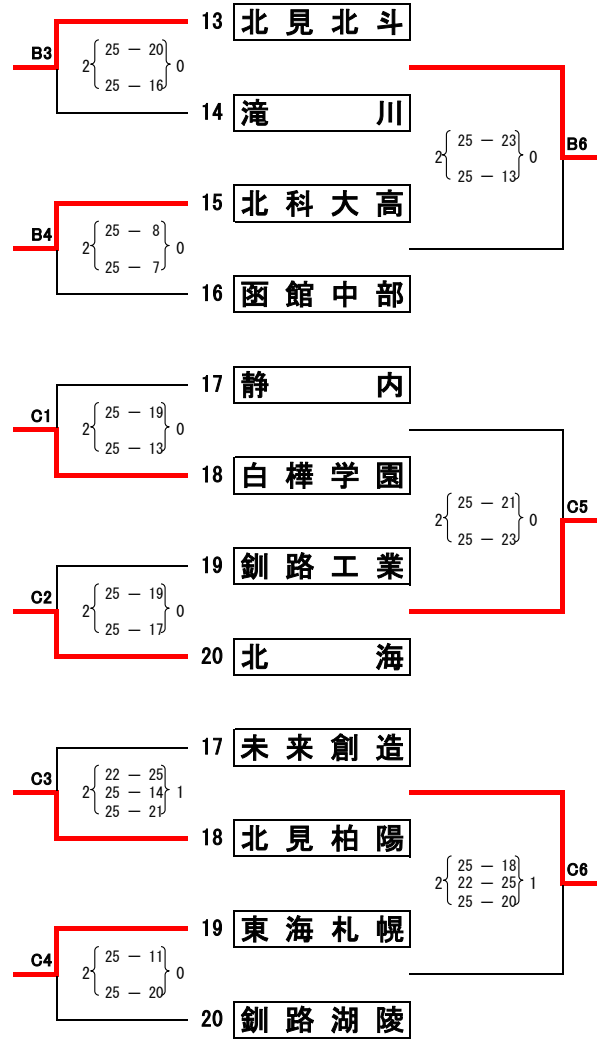 13 北見北斗
B3
25 － 20
2 0
25 － 16
14 滝川
25 － 23
B6
2 0
25 － 13
15 北科大高
B4
25 － 8
2 0
25 － 7
16 函館中部
17 静内
C1
25 － 19
2 0
25 － 13
18 白樺学園
25 － 21
C5
2 0
25 － 23
19 釧路工業
C2
25 － 19
2 0
25 － 17
20 北海
17 未来創造
C3
22 － 25
2 25 － 14 1
25 － 21
18 北見柏陽
25 － 18
C6
2 22 － 25 1
25 － 20
19 東海札幌
C4
25 － 11
2 0
25 － 20
20 釧路湖陵